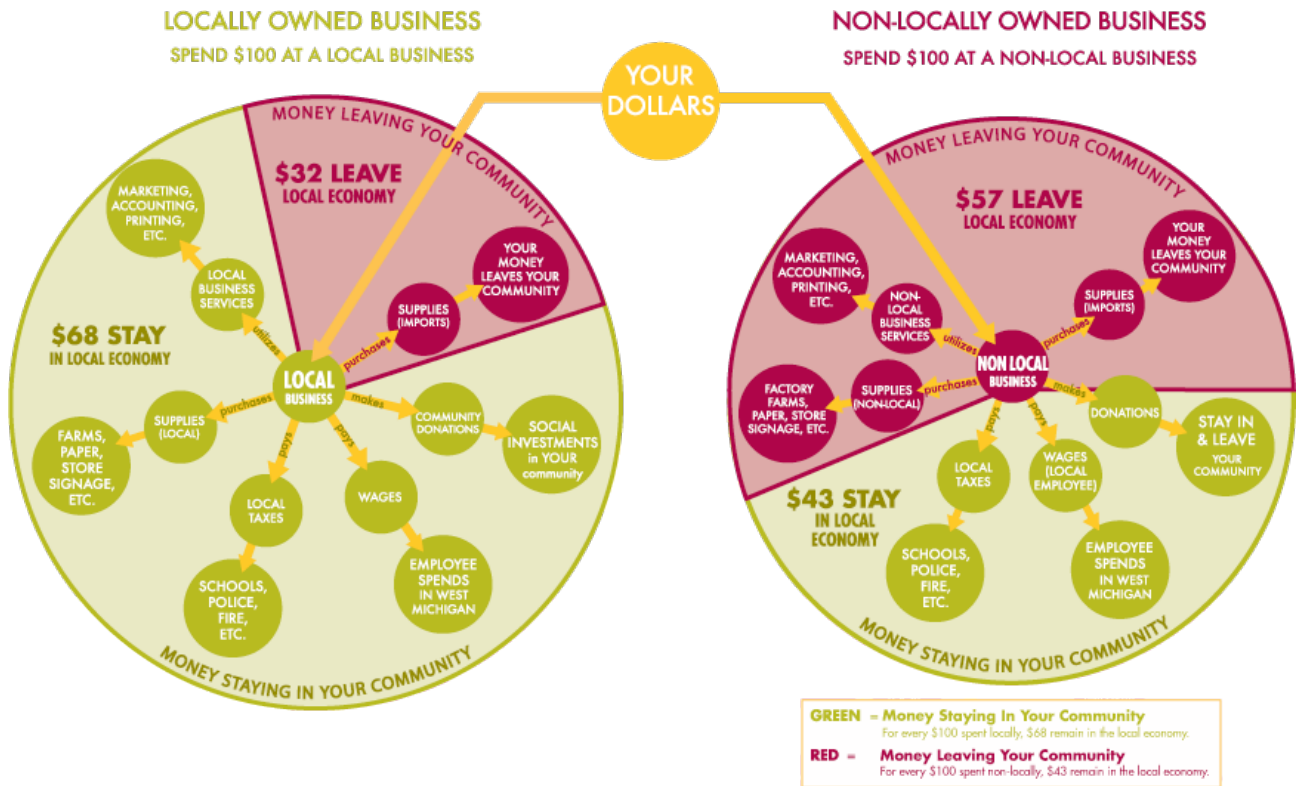 LOCALLY OWNED BUSINESS
SPEND $100 AT A LOCAL BUSINESS
YOUR
DOLLARS
NON-LOCALLY OWNED BUSINESS
SPEND $100 AT A NON-LOCAL BUSINESS
MONEY LEAVING YOUR COMMUNITY
$32 LEAVE
LOCAL ECONOMY
YOUR
MONEY
LEAVES YOUR
COMMUNITY
SUPPLIES
(IMPORTS)
purchases
MARKETING,
ACCOUNTING,
PRINTING,
ETC.
LOCAL
BUSINESS
SERVICES
utilizes
$68 STAY
IN LOCAL ECONOMY
LOCAL
BUSINESS
purchases
SUPPLIES
(LOCAL)
FARMS,
PAPER,
STORE
SIGNAGE,
ETC.
makes
COMMUNITY
DONATIONS
SOCIAL
INVESTMENTS
in YOUR
community
pays
LOCAL
TAXES
SCHOOLS,
POLICE,
FIRE,
ETC.
pays
WAGES
EMPLOYEE
SPENDS
IN WEST
MICHIGAN
MONEY STAYING IN YOUR COMMUNITY
MONEY LEAVING YOUR COMMUNITY
$57 LEAVE
LOCAL ECONOMY
YOUR
MONEY
LEAVES YOUR
COMMUNITY
SUPPLIES
(IMPORTS)
purchases
MARKETING,
ACCOUNTING,
PRINTING,
ETC.
NON-
LOCAL
BUSINESS
SERVICES
utilizes
NON LOCAL
BUSINESS
purchases
SUPPLIES
(NON-LOCAL)
FACTORY
FARMS,
PAPER, STORE
SIGNAGE, ETC.
makes
DONATIONS
STAY IN
& LEAVE
YOUR
COMMUNITY
$43 STAY
IN LOCAL
ECONOMY
pays
LOCAL
TAXES
SCHOOLS,
POLICE,
FIRE,
ETC.
pays
WAGES
(LOCAL
EMPLOYEE)
EMPLOYEE
SPENDS
IN WEST
MICHIGAN
MONEY STAYING IN YOUR COMMUNITY
GREEN = Money Staying In Your Community
For every $100 spent locally, $68 remain in the local economy.
RED = Money Leaving Your Community
For every $100 spent non-locally, $43 remain in the local economy.